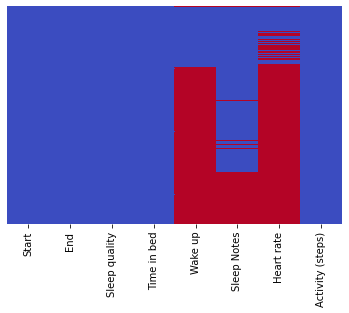 Start
End
Sleep quality
Time in bed
Wake up
Sleep Notes
Heart rate
Activity (steps)